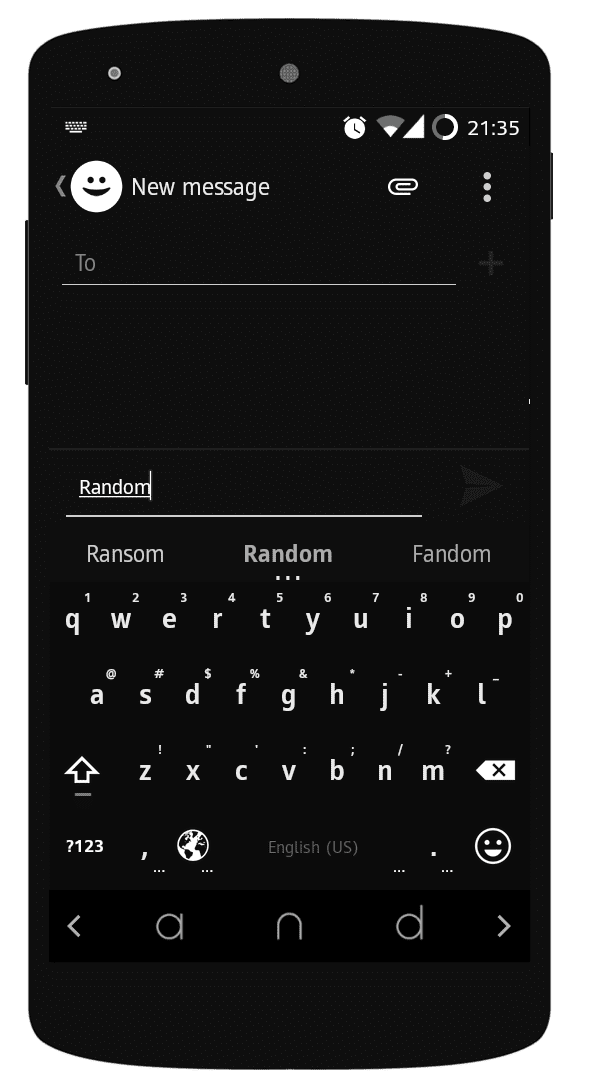 21:35
New message
To
Random
Ransom Random Fandom
1 2 3 4 5 6 7 8 9 0
q w e r t y u i o p
@ # $ % & * - + _
a s d f g h j k l
! " ' : ; / ?
z x c v b n m
?123 , English (US) .
a n d